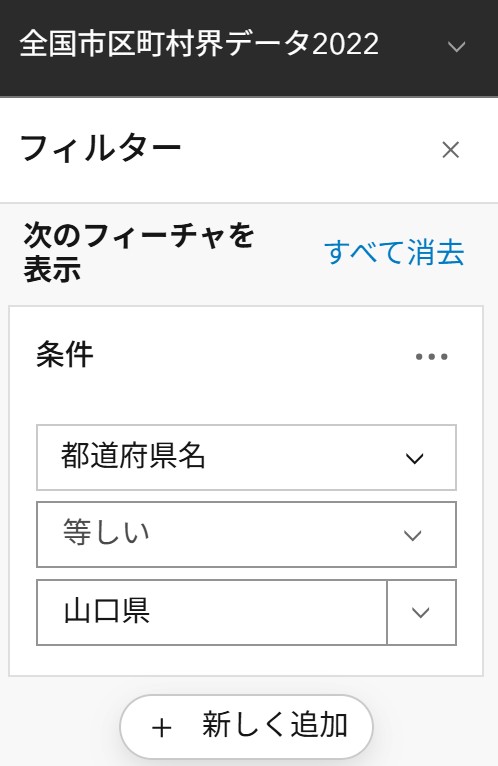 全国市区町村界データ2022
フィルター
次のフィーチャを
表示
すべて消去
条件
都道府県名
等しい
山口県
新しく追加